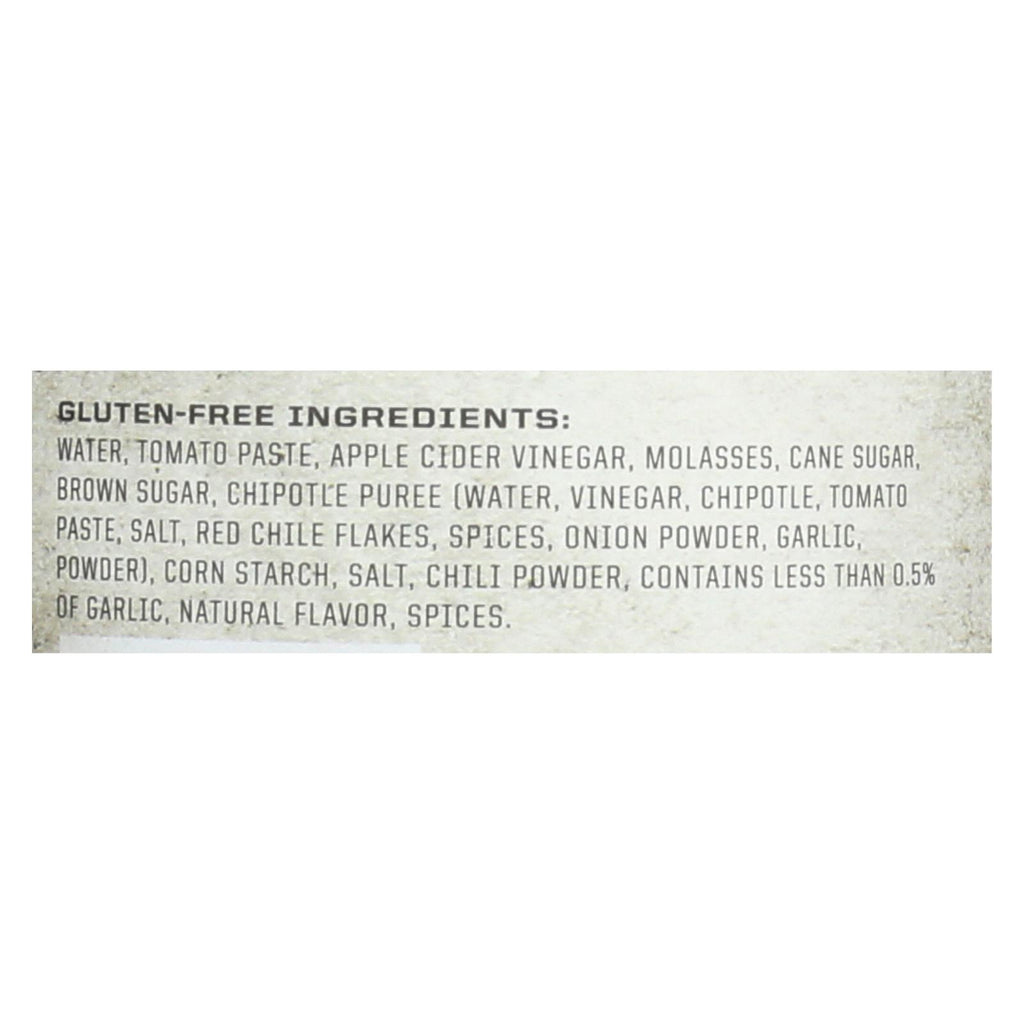 GLUTEN-FREE INGREDIENTS:
WATER, TOMATO PASTE, APPLE CIDER VINEGAR, MOLASSES, CANE SUGAR,
BROWN SUGAR, CHIPOTLE PUREE (WATER, VINEGAR, CHIPOTLE, TOMATO
PASTE, SALT, RED CHILE FLAKES, SPICES, ONION POWDER, GARLIC,
POWDER), CORN STARCH, SALT, CHILI POWDER, CONTAINS LESS THAN 0.5%
OF GARLIC, NATURAL FLAVOR, SPICES.